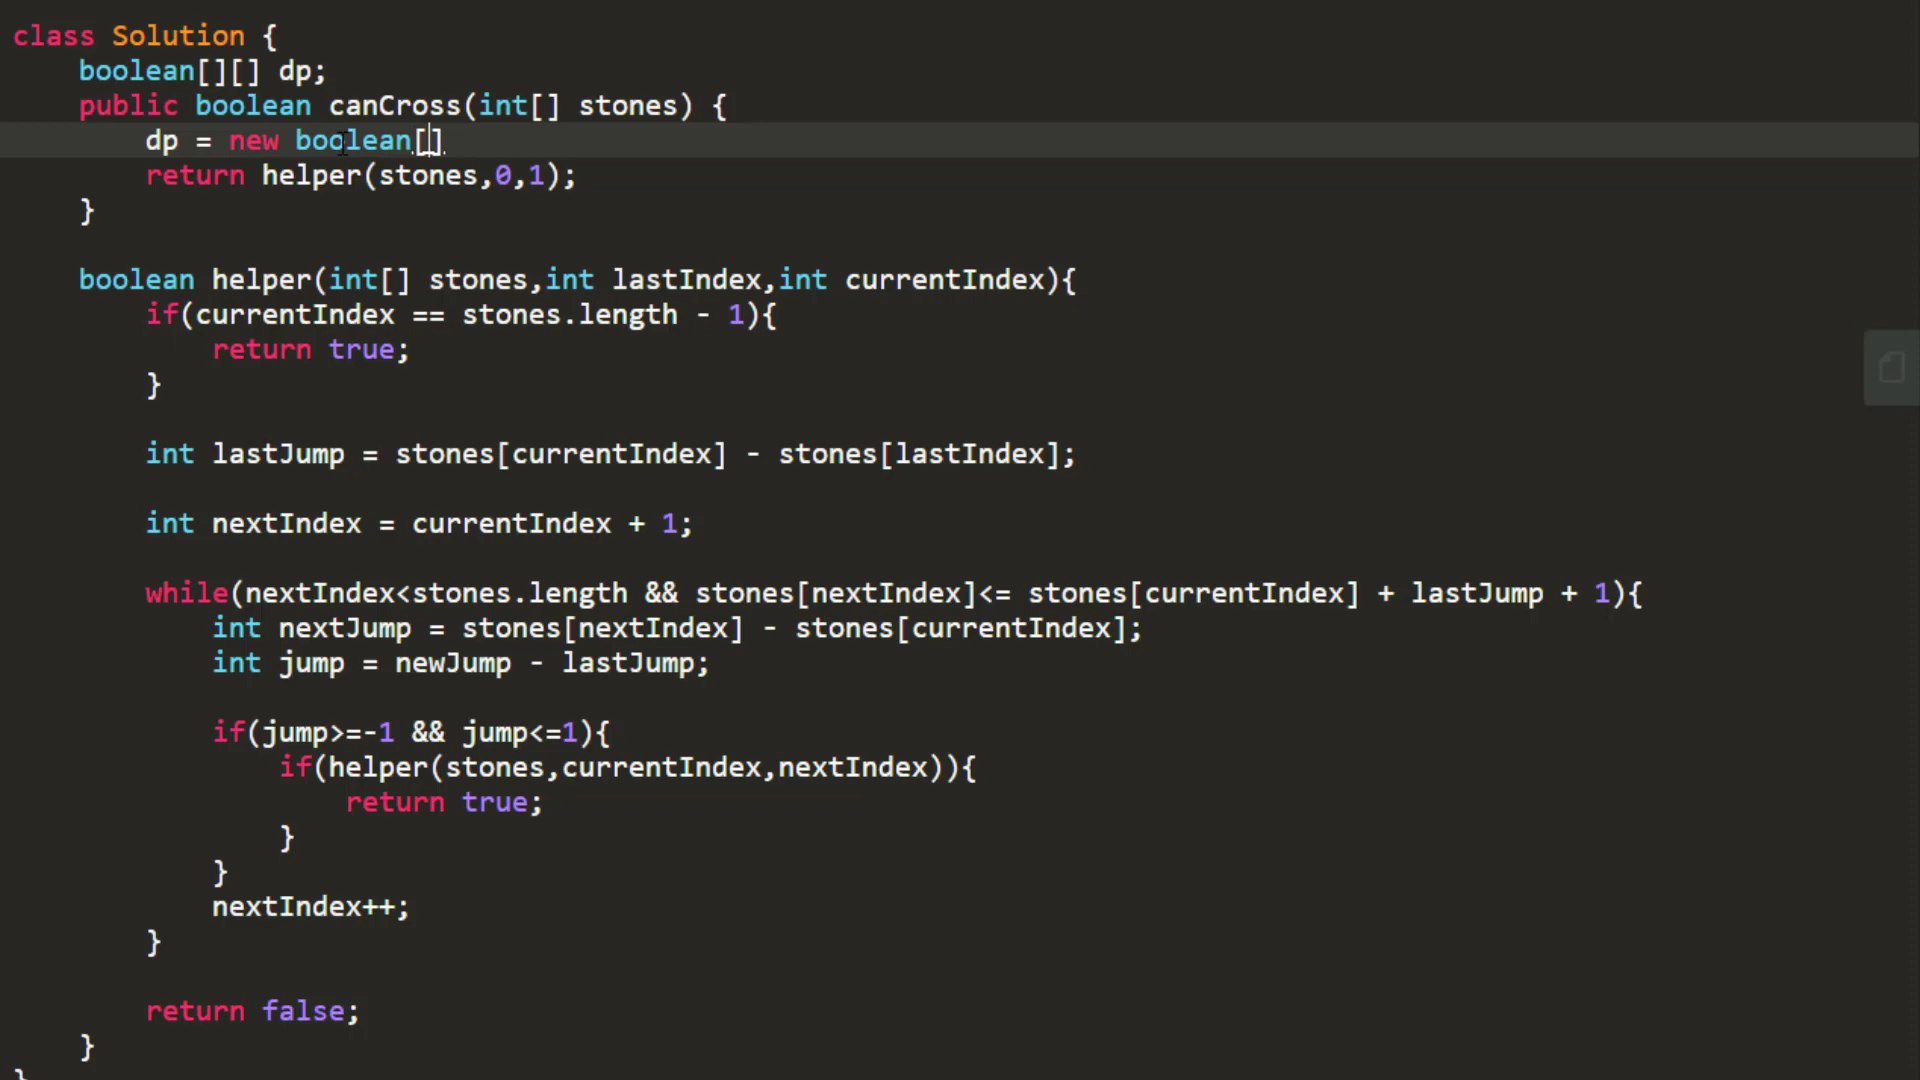 class Solution {
boolean[][] dp;
public boolean canCross(int[] stones) {
dp = new boolean[]
return helper(stones,0,1);
}
boolean helper(int[] stones,int lastIndex,int currentIndex){
if(currentIndex == stones.length - 1){
return true;
}
int lastJump = stones[currentIndex] - stones[lastIndex];
int nextIndex = currentIndex + 1;
while(nextIndex<stones.length && stones[nextIndex]<= stones[currentIndex] + lastJump + 1){
int nextJump = stones[nextIndex] - stones[currentIndex];
int jump = newJump - lastJump;
if(jump>=-1 && jump<=1){
if(helper(stones,currentIndex,nextIndex)){
return true;
}
}
nextIndex++;
}
return false;
}
}